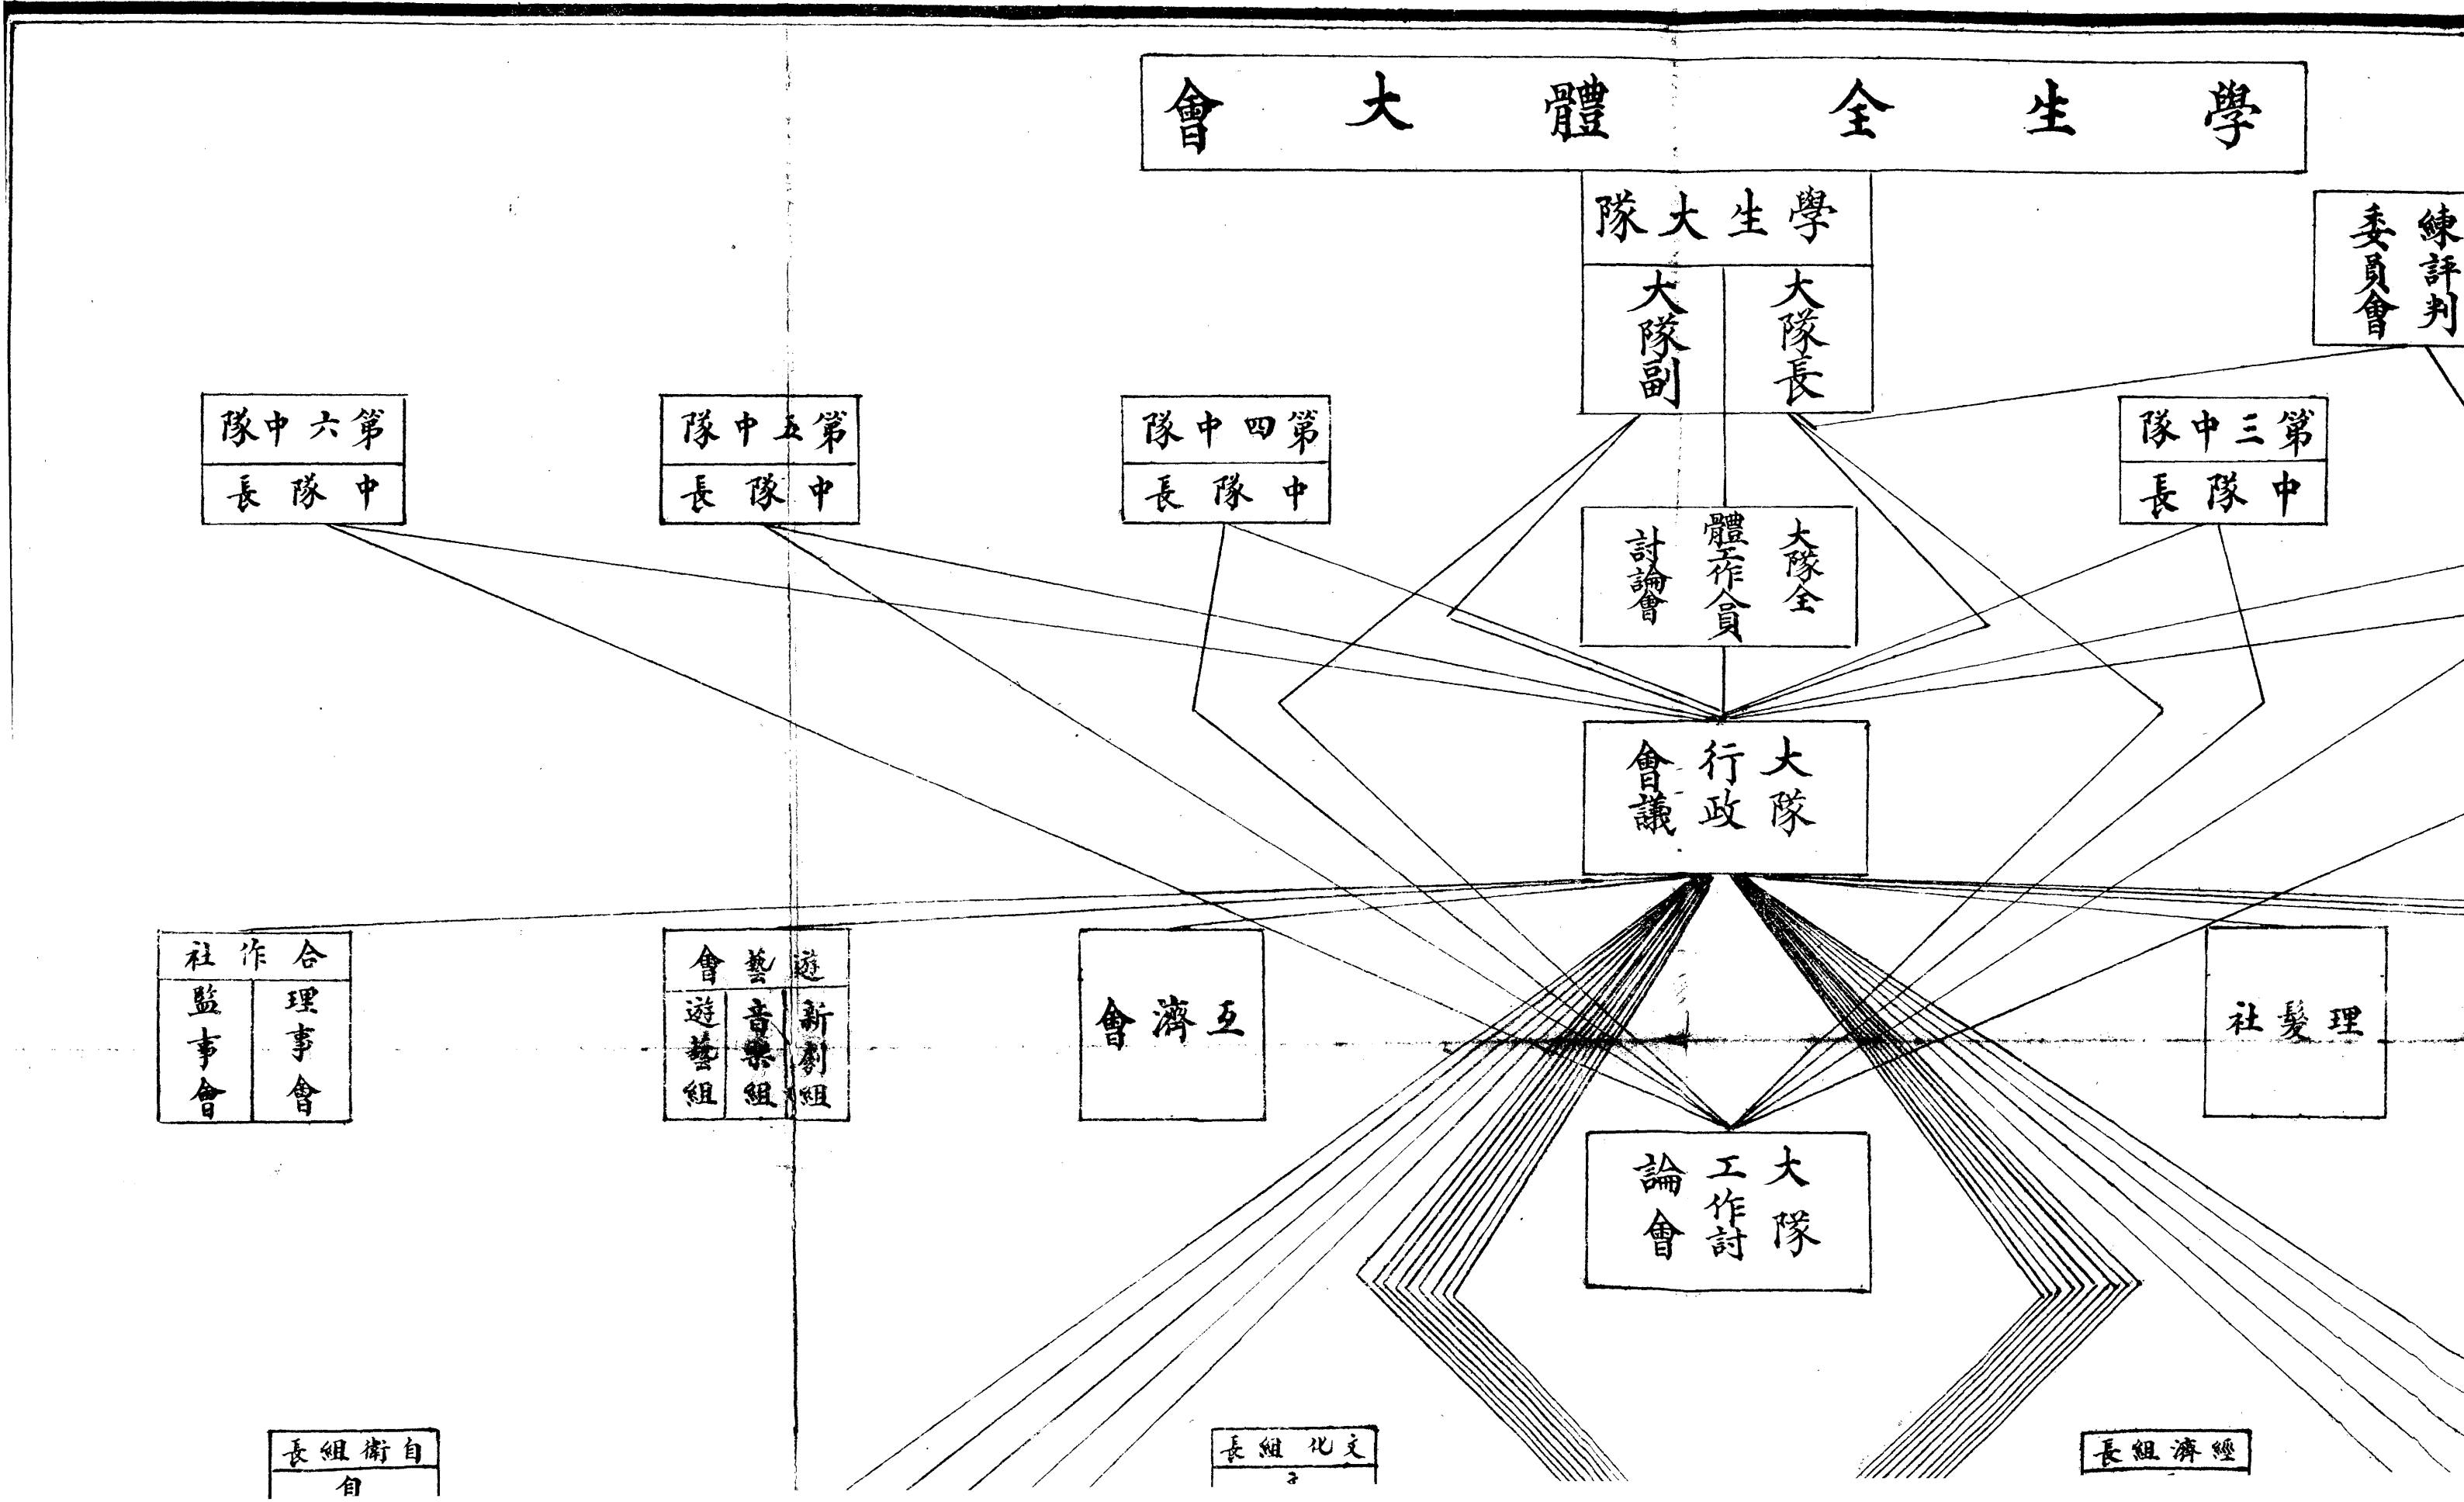 學生全體大會
學生大隊
大隊長
大隊副
練評判
委員會
第三中隊
中隊長
第四中隊
中隊長
第五中隊
中隊長
第六中隊
中隊長
大隊全
體工作人員
討論會
大隊
行政
會議
理髮社
互濟會
遊藝會
新劇組
音樂組
遊藝組
合作社
理事會
監事會
大隊
工作討
論會
經濟組長
文化組長
自衛組長
自